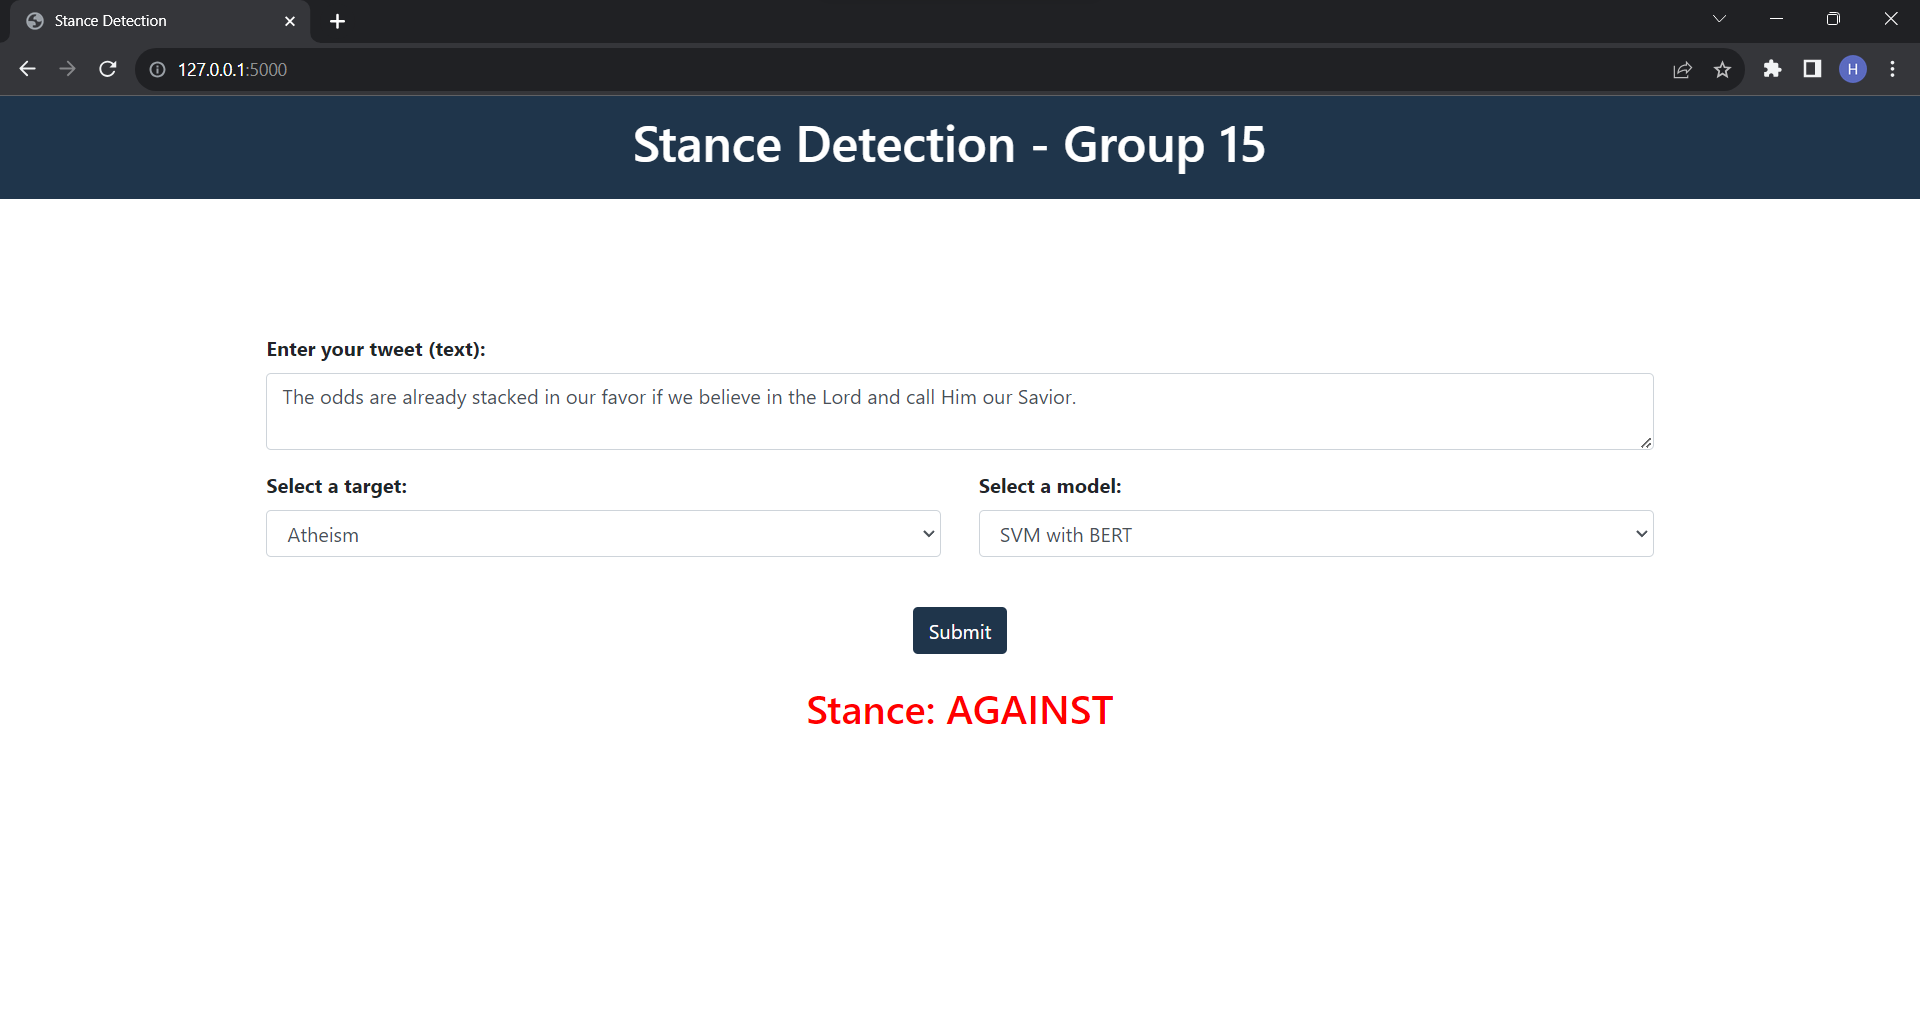 Stance Detection
127.0.0.1:5000
H
Stance Detection - Group 15
Enter your tweet (text):
The odds are already stacked in our favor if we believe in the Lord and call Him our Savior.
Select a target:
Select a model:
Atheism
SVM with BERT
Submit
Stance: AGAINST